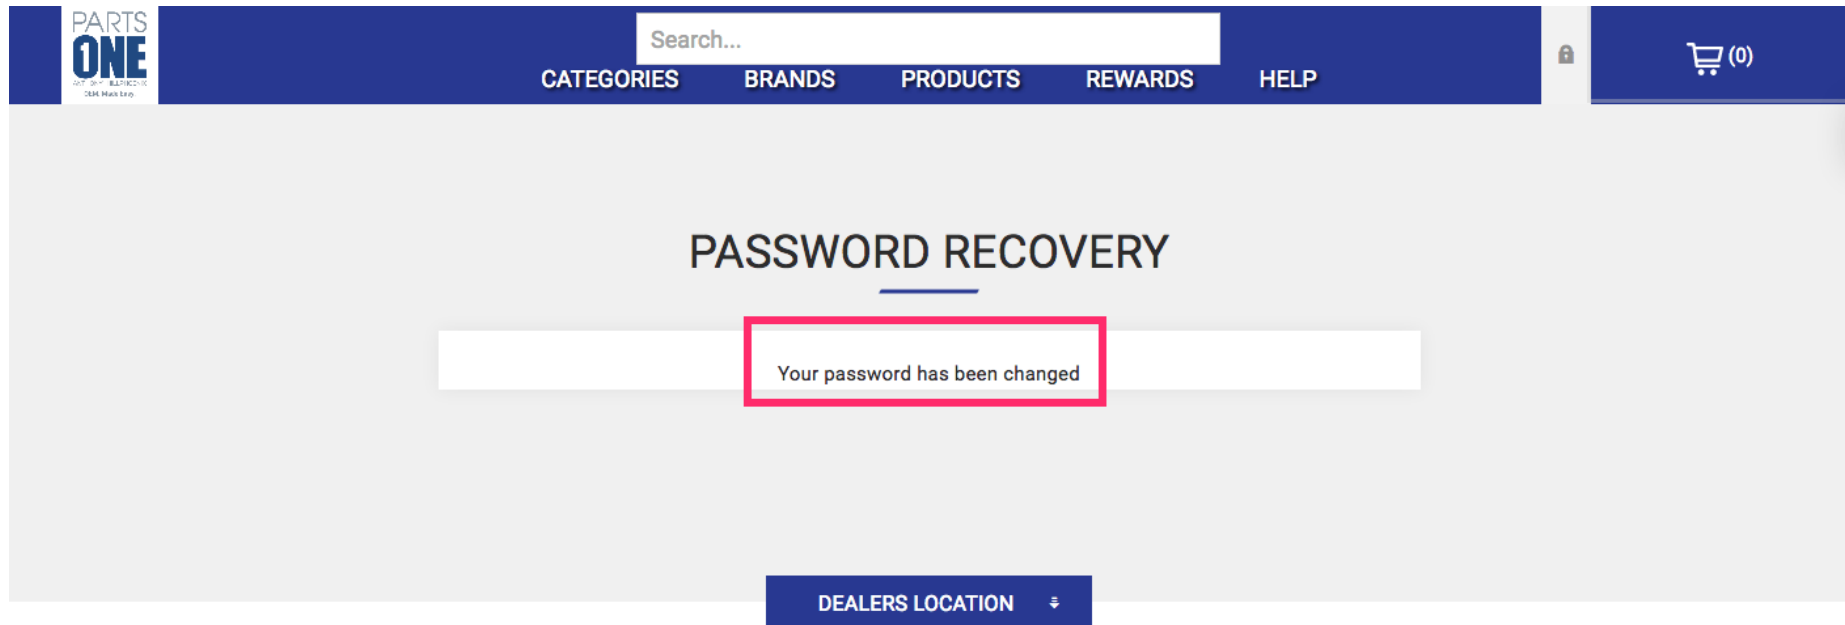 PARTS
ONE
Search...
CATEGORIES BRANDS PRODUCTS REWARDS HELP
(0)
PASSWORD RECOVERY
Your password has been changed
DEALERS LOCATION